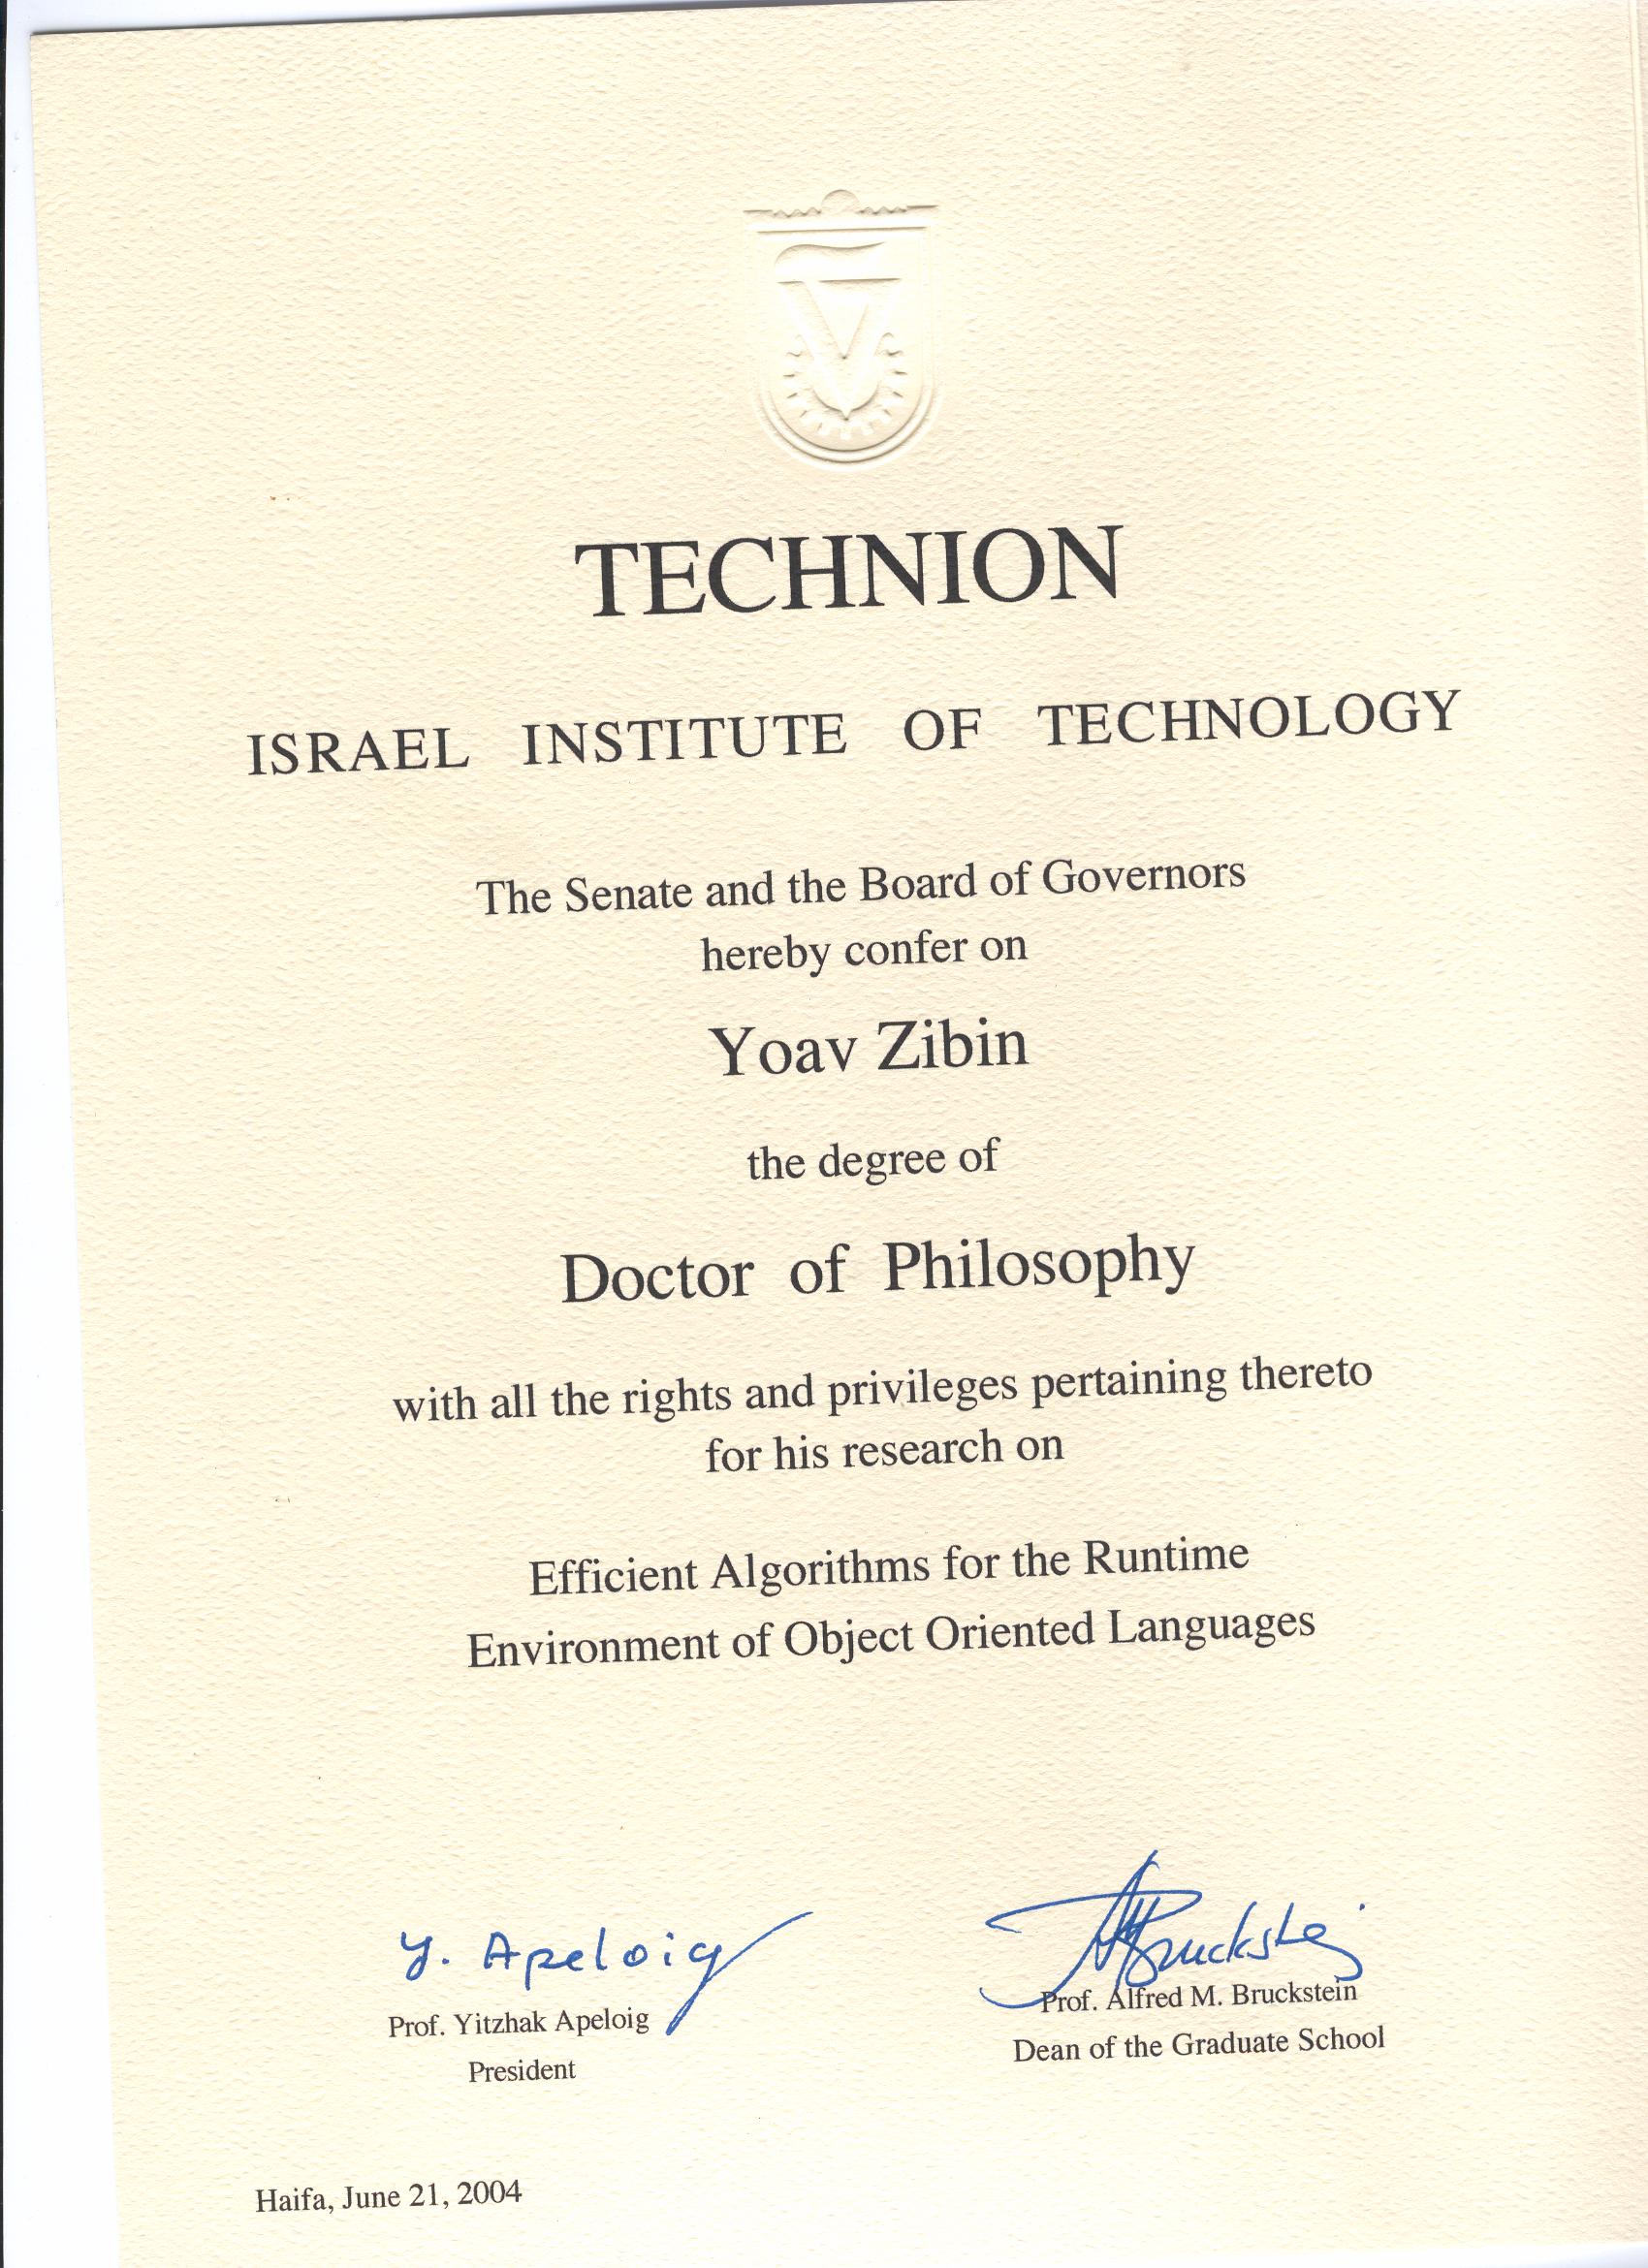 TECHNION
ISRAEL INSTITUTE OF TECHNOLOGY
The Senate and the Board of Governors
hereby confer on
Yoav Zibin
the degree of
Doctor of Philosophy
with all the rights and privileges pertaining thereto
for his research on
Efficient Algorithms for the Runtime
Environment of Object Oriented Languages
Y. Apeloig
Prof. Yitzhak Apeloig
President
AMBruckstein
Prof. Alfred M. Bruckstein
Dean of the Graduate School
Haifa, June 21, 2004